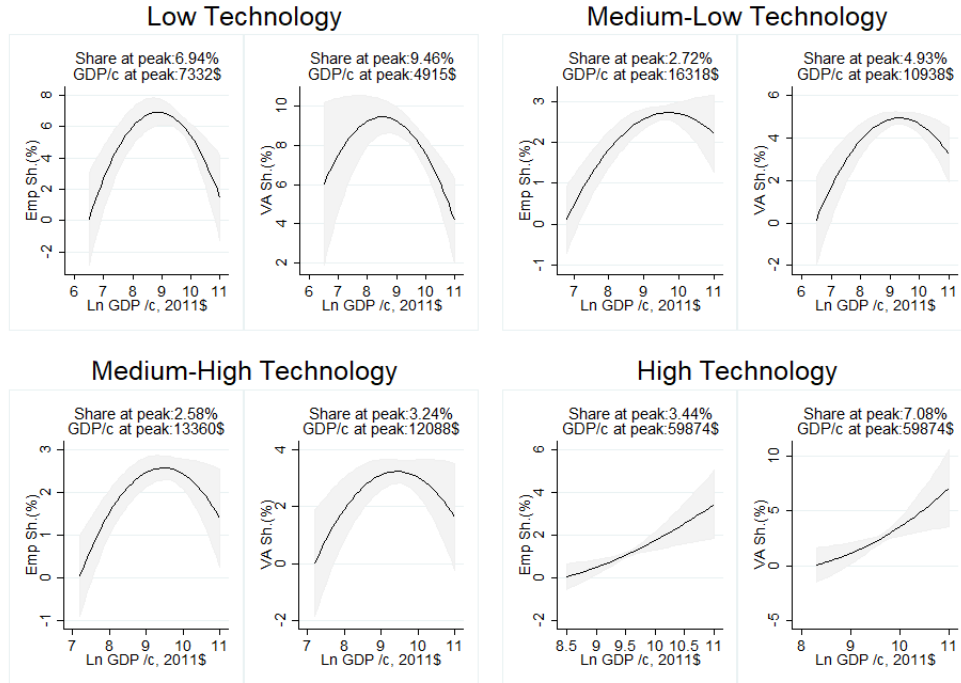 Low Technology
Share at peak:6.94%
GDP/c at peak:7332$
Emp Sh.(%)
8
6
4
2
0
-2
6 7 8 9 10 11
Ln GDP /c, 2011$
Share at peak:9.46%
GDP/c at peak:4915$
VA Sh.(%)
10
8
6
4
2
6 7 8 9 10 11
Ln GDP /c, 2011$
Medium-Low Technology
Share at peak:2.72%
GDP/c at peak:16318$
Emp Sh.(%)
3
2
1
0
-1
7 8 9 10 11
Ln GDP /c, 2011$
Share at peak:4.93%
GDP/c at peak:10938$
VA Sh.(%)
6
4
2
0
-2
6 7 8 9 10 11
Ln GDP /c, 2011$
Medium-High Technology
Share at peak:2.58%
GDP/c at peak:13360$
Emp Sh.(%)
3
2
1
0
-1
7 8 9 10 11
Ln GDP /c, 2011$
Share at peak:3.24%
GDP/c at peak:12088$
VA Sh.(%)
4
2
0
-2
7 8 9 10 11
Ln GDP /c, 2011$
High Technology
Share at peak:3.44%
GDP/c at peak:59874$
Emp Sh.(%)
6
4
2
0
-2
8.5 9 9.5 10 10.5 11
Ln GDP /c, 2011$
Share at peak:7.08%
GDP/c at peak:59874$
VA Sh.(%)
10
5
0
-5
8 9 10 11
Ln GDP /c, 2011$